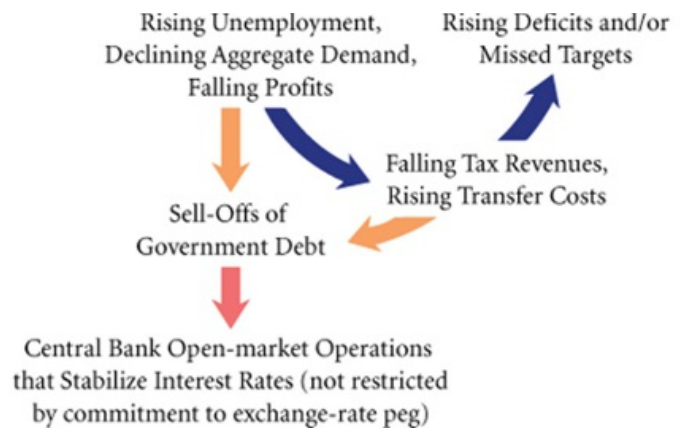 Rising Unemployment,
Declining Aggregate Demand,
Falling Profits
Rising Deficits and/or
Missed Targets
Falling Tax Revenues,
Rising Transfer Costs
Sell-Offs of
Government Debt
Central Bank Open-market Operations
that Stabilize Interest Rates (not restricted
by commitment to exchange-rate peg)